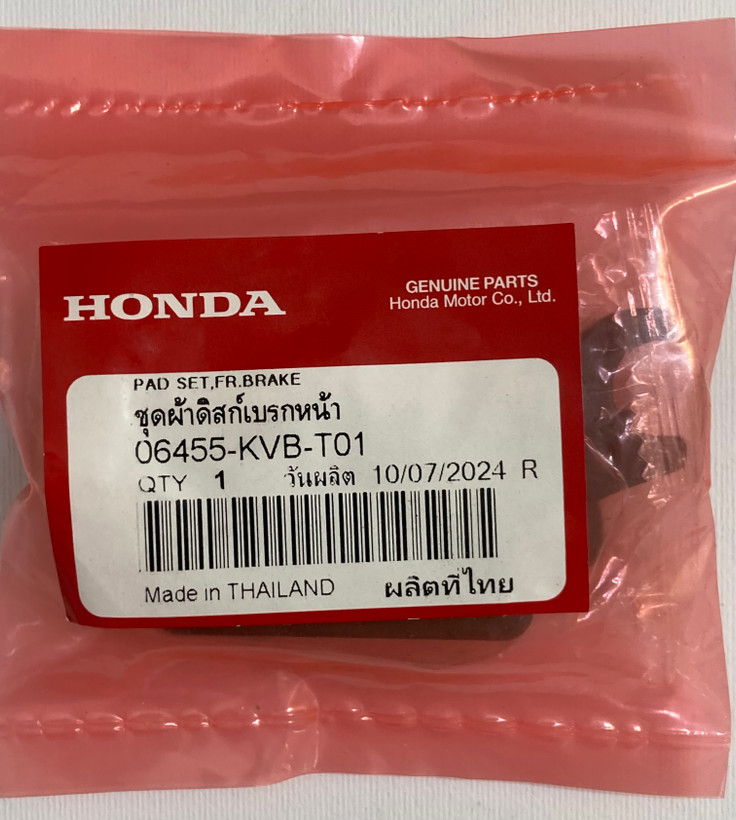 HONDA
GENUINE PARTS
Honda Motor Co., Ltd.
PAD SET,FR.BRAKE
ชุดผ้าดิสก์เบรกหน้า
06455-KVB-T01
QTY 1 วันผลิต 10/07/2024 R
Made in THAILAND ผลิตที่ไทย